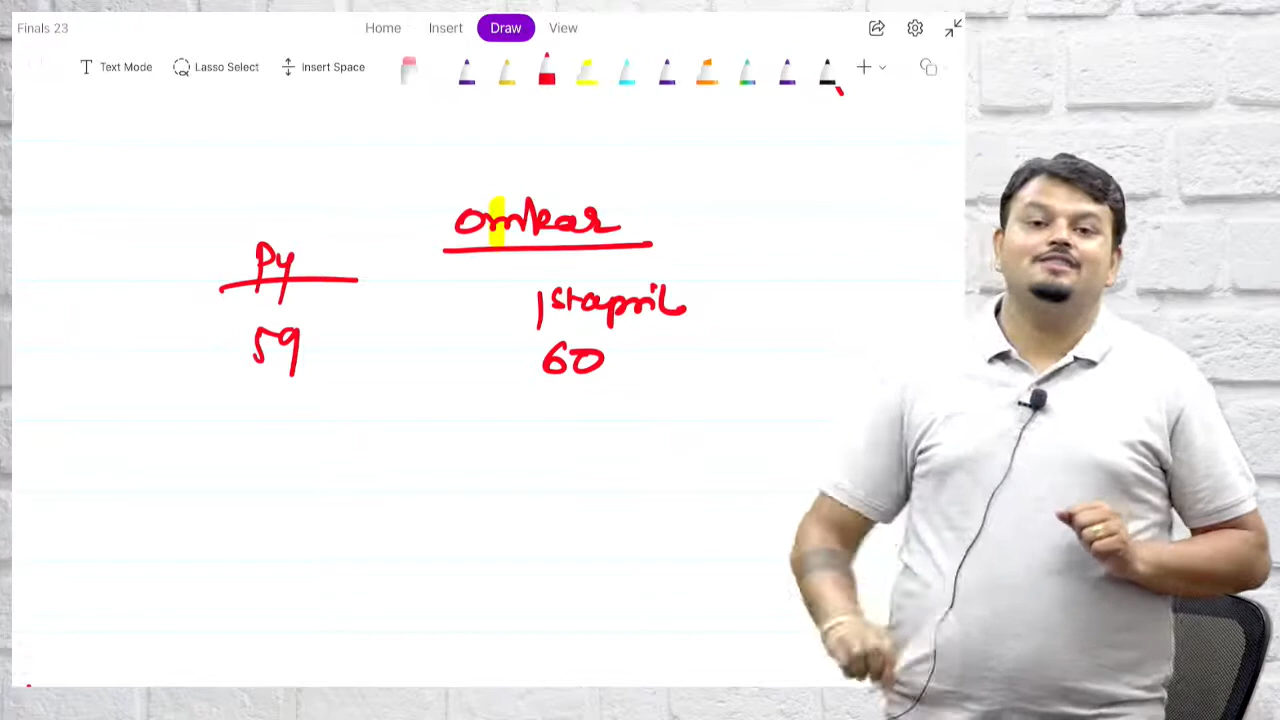 Finals 23
Home Insert Draw View
Text Mode Lasso Select Insert Space
omkar
Py
1st april
59
60